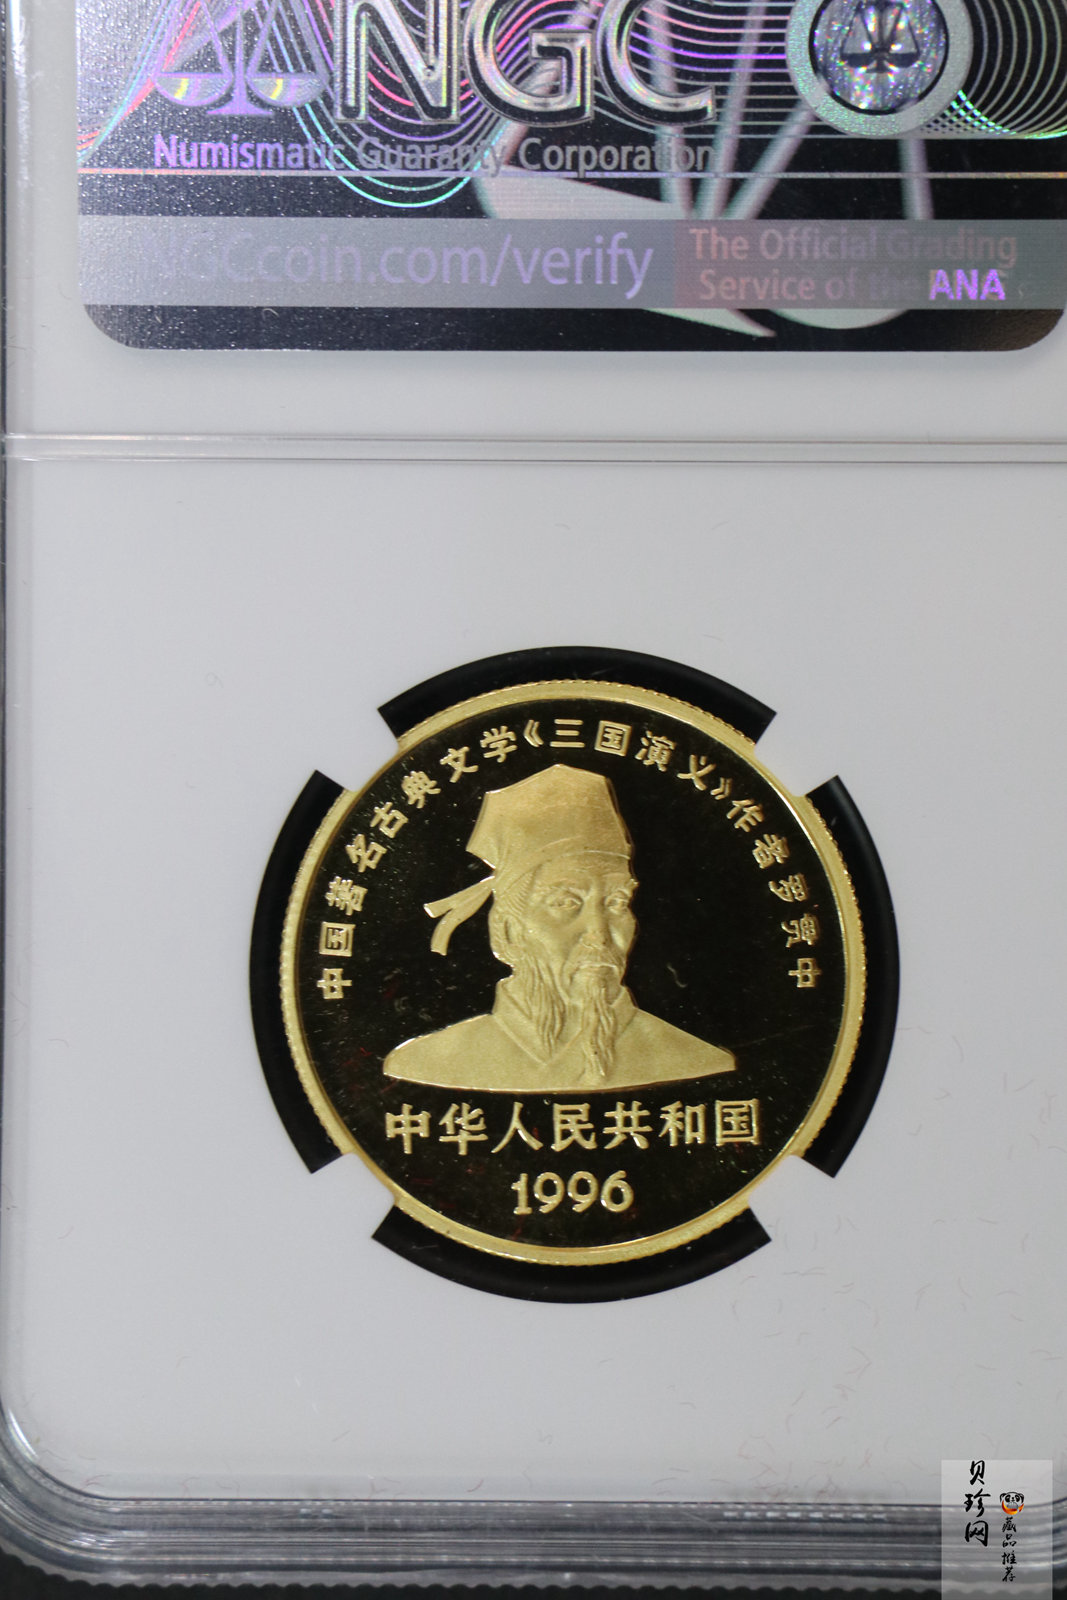 NGC
Numismatic Guaranty Corporation
NGCcoin.com/verify
The Official Grading
Service of the ANA
中国著名古典文学《三国演义》作者罗贯中
中华人民共和国
1996
贝珍网
藏品推荐